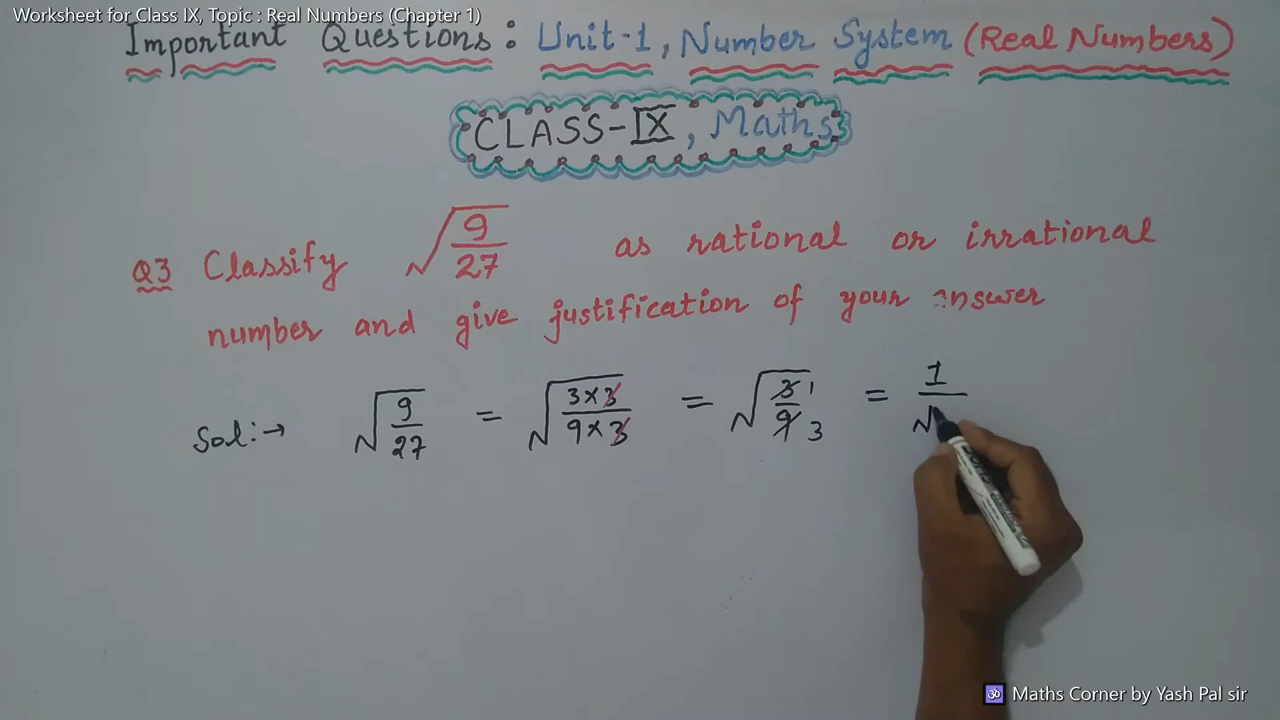 Worksheet for Class IX, Topic : Real Numbers (Chapter 1)
Important Questions : Unit-1, Number System (Real Numbers)
CLASS-IX, Maths
Q3 Classify √(9/27) as rational or irrational
number and give justification of your answer
Sol:→ √(9/27) = √((3×3)/(9×3)) = √(3/9) 1 3 = 1/√
🕉 Maths Corner by Yash Pal sir